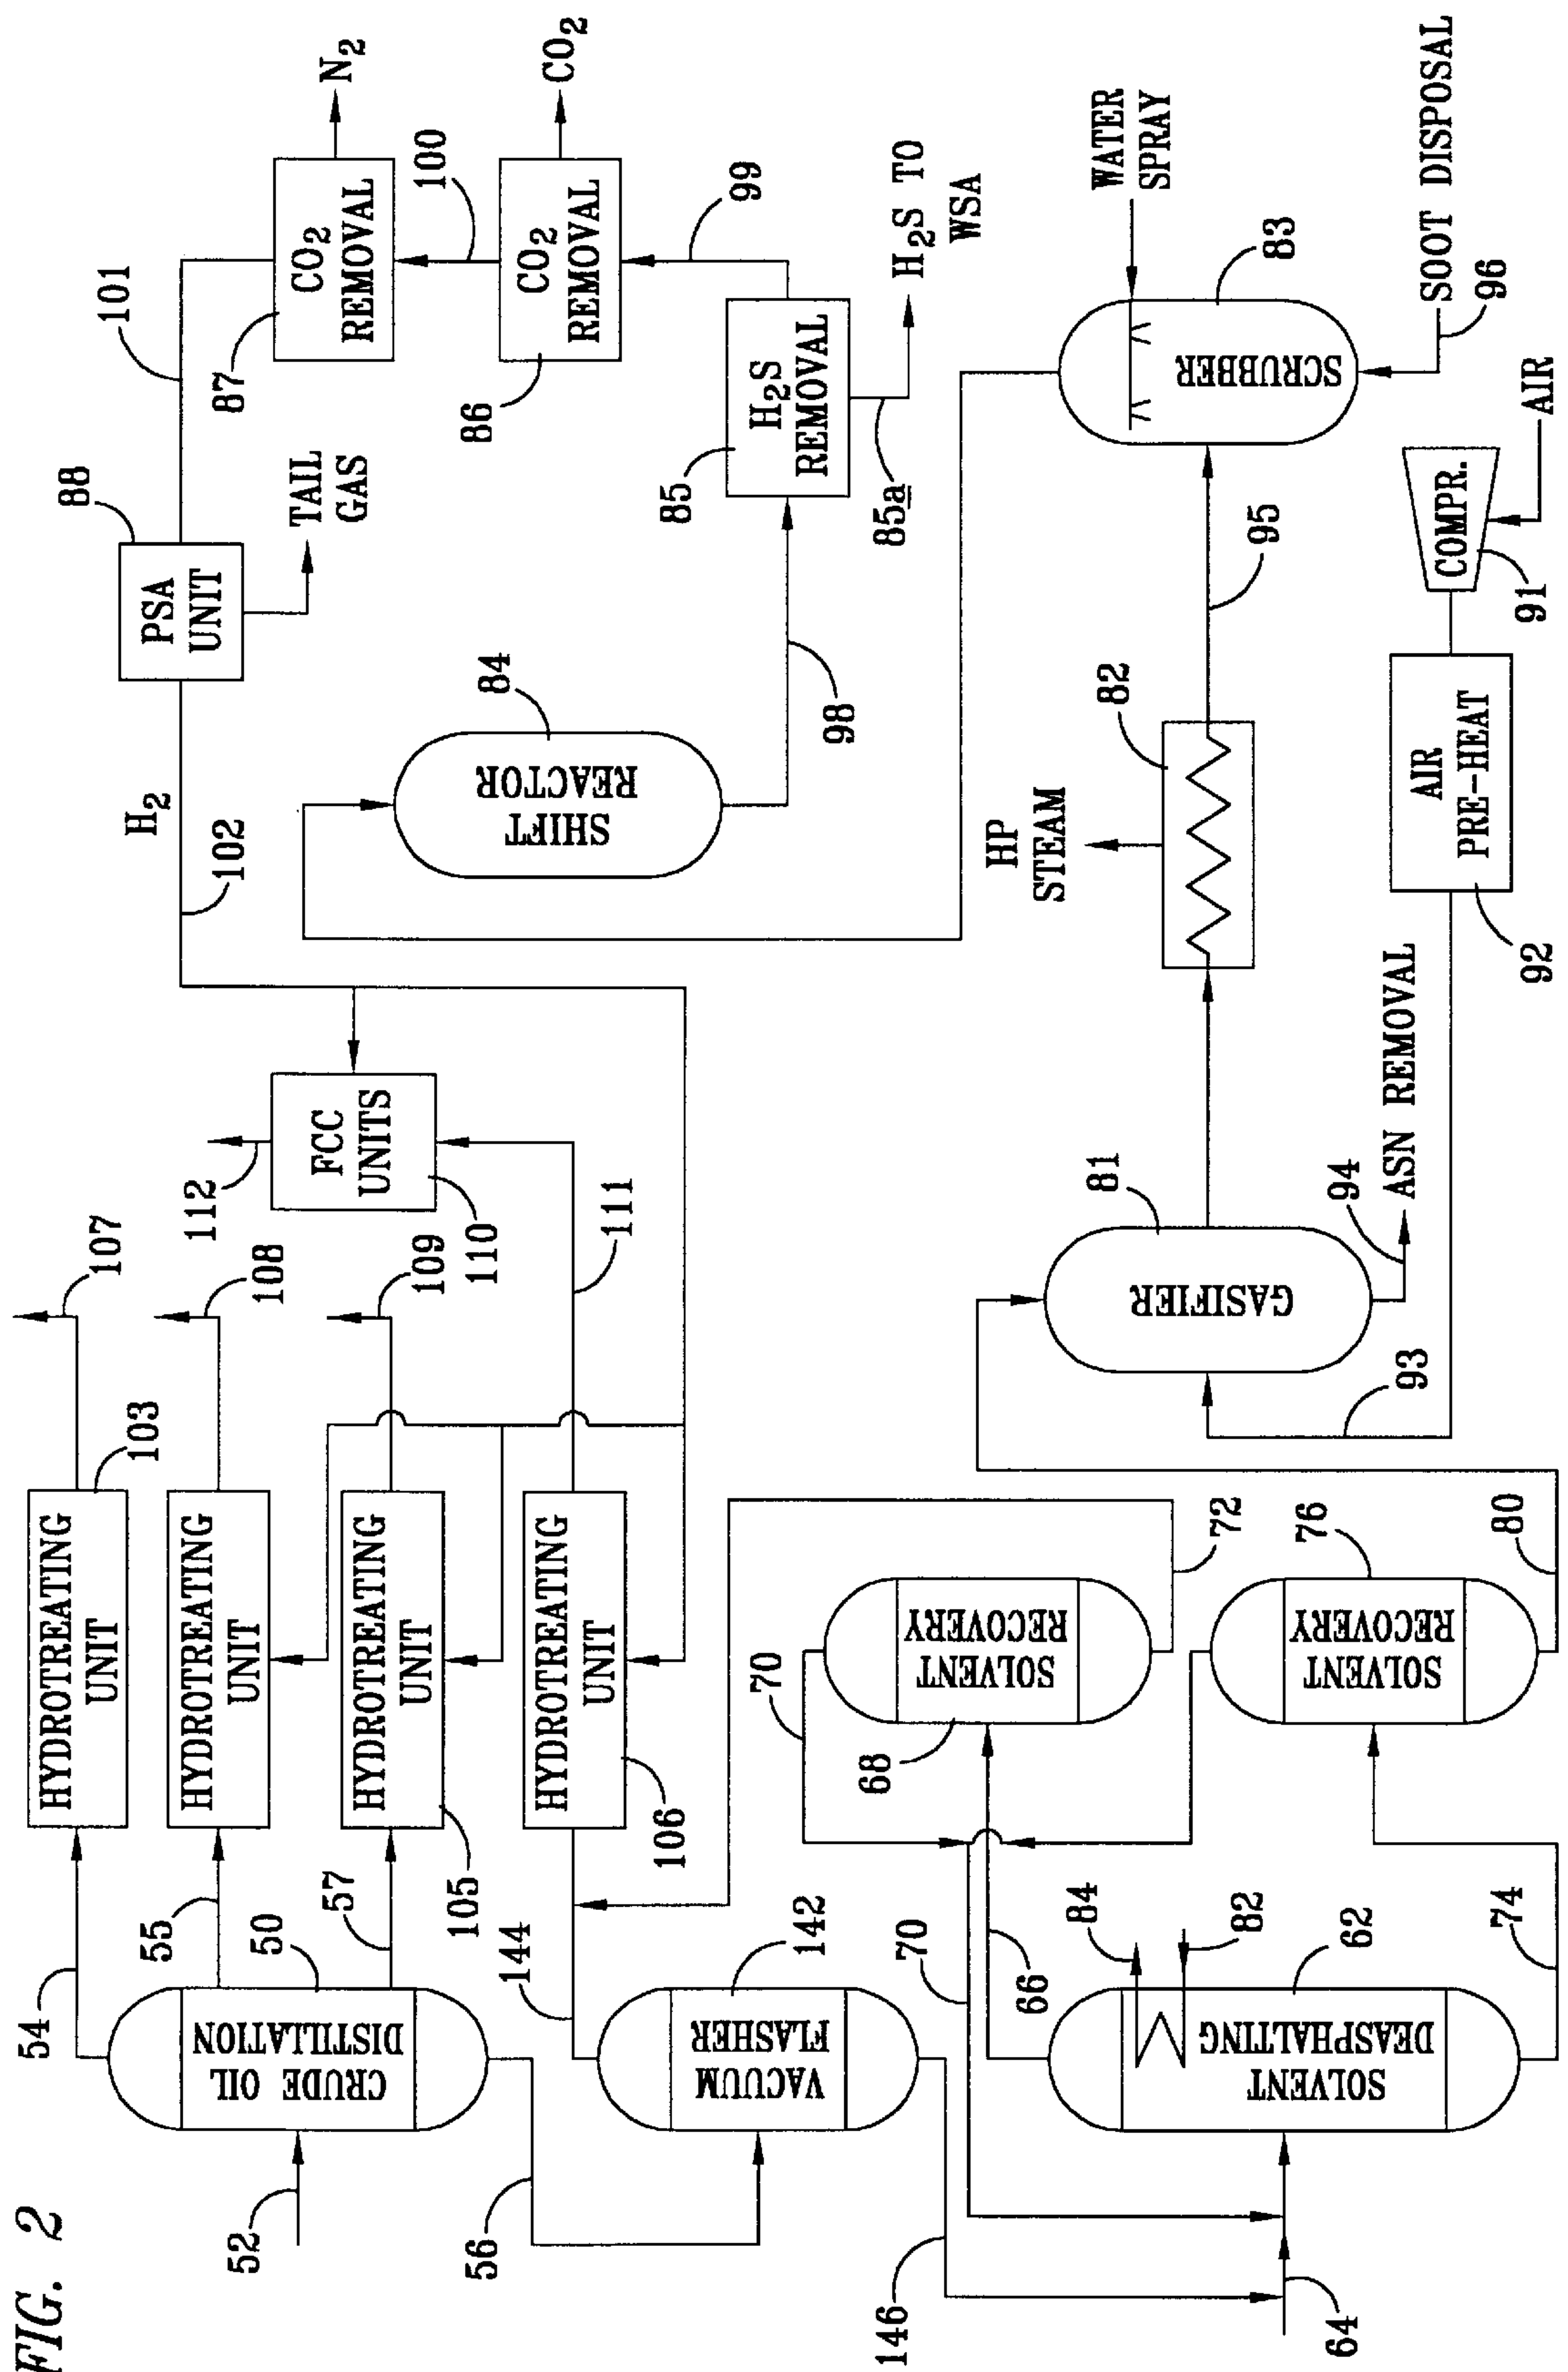 FIG. 2
52
54
55
50
57
CRUDE OIL
DISTILLATION
56
HYDROTREATING
UNIT
103
107
HYDROTREATING
UNIT
108
HYDROTREATING
UNIT
105
109
HYDROTREATING
UNIT
106
111
FCC
UNITS
110
112
H2
102
PSA
UNIT
88
TAIL
GAS
101
CO2
REMOVAL
87
N2
100
CO2
REMOVAL
86
CO2
99
H2S
REMOVAL
85
85a
H2S TO
WSA
SHIFT
REACTOR
84
98
144
142
VACUUM
FLASHER
146
64
70
66
84
82
62
SOLVENT
DEASPHALTING
74
70
68
SOLVENT
RECOVERY
72
76
SOLVENT
RECOVERY
80
GASIFIER
81
93
94
ASN REMOVAL
HP
STEAM
82
95
AIR
PRE-HEAT
92
COMPR.
91
AIR
WATER
SPRAY
SCRUBBER
83
96
SOOT DISPOSAL